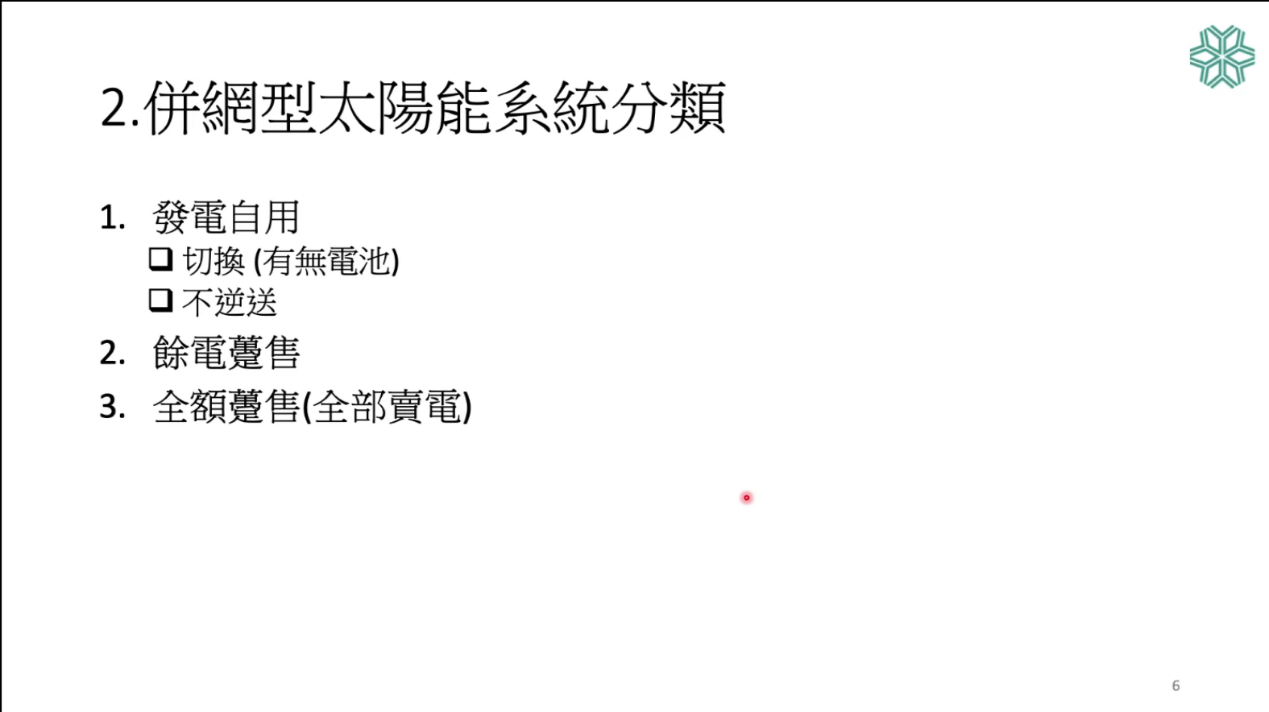 2.併網型太陽能系統分類
1. 發電自用
❑ 切換 (有無電池)
❑ 不逆送
2. 餘電躉售
3. 全額躉售(全部賣電)
6